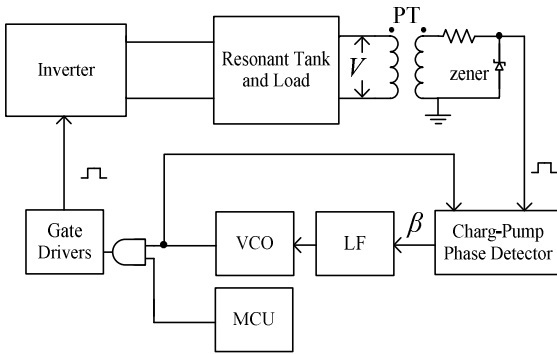 PT
Inverter
Resonant Tank
and Load
V
zener
Gate
Drivers
VCO
LF
β
Charg-Pump
Phase Detector
MCU